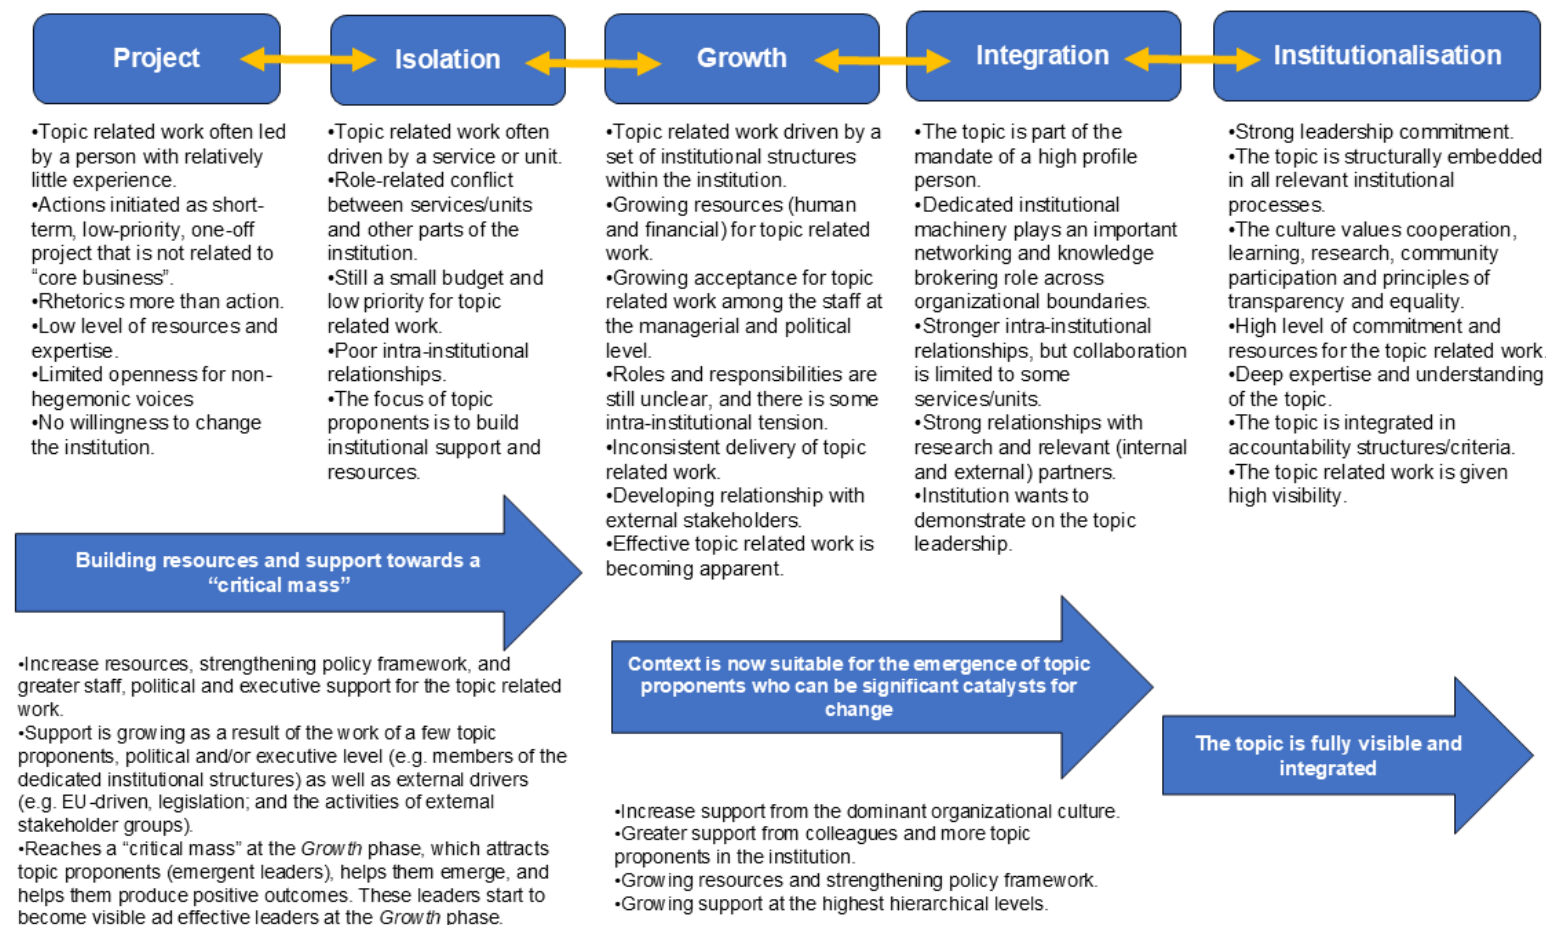 Project
Isolation
Growth
Integration
Institutionalisation
•Topic related work often led
by a person with relatively
little experience.
•Actions initiated as short-
term, low-priority, one-off
project that is not related to
“core business”.
•Rhetorics more than action.
•Low level of resources and
expertise.
•Limited openness for non-
hegemonic voices
•No willingness to change
the institution.
•Topic related work often
driven by a service or unit.
•Role-related conflict
between services/units
and other parts of the
institution.
•Still a small budget and
low priority for topic
related work.
•Poor intra-institutional
relationships.
•The focus of topic
proponents is to build
institutional support and
resources.
•Topic related work driven by a
set of institutional structures
within the institution.
•Growing resources (human
and financial) for topic related
work.
•Growing acceptance for topic
related work among the staff at
the managerial and political
level.
•Roles and responsibilities are
still unclear, and there is some
intra-institutional tension.
•Inconsistent delivery of topic
related work.
•Developing relationship with
external stakeholders.
•Effective topic related work is
becoming apparent.
•The topic is part of the
mandate of a high profile
person.
•Dedicated institutional
machinery plays an important
networking and knowledge
brokering role across
organizational boundaries.
•Stronger intra-institutional
relationships, but collaboration
is limited to some
services/units.
•Strong relationships with
research and relevant (internal
and external) partners.
•Institution wants to
demonstrate on the topic
leadership.
•Strong leadership commitment.
•The topic is structurally embedded
in all relevant institutional
processes.
•The culture values cooperation,
learning, research, community
participation and principles of
transparency and equality.
•High level of commitment and
resources for the topic related work.
•Deep expertise and understanding
of the topic.
•The topic is integrated in
accountability structures/criteria.
•The topic related work is given
high visibility.
Building resources and support towards a
“critical mass”
•Increase resources, strengthening policy framework, and
greater staff, political and executive support for the topic related
work.
•Support is growing as a result of the work of a few topic
proponents, political and/or executive level (e.g. members of the
dedicated institutional structures) as well as external drivers
(e.g. EU-driven, legislation; and the activities of external
stakeholder groups).
•Reaches a “critical mass” at the Growth phase, which attracts
topic proponents (emergent leaders), helps them emerge, and
helps them produce positive outcomes. These leaders start to
become visible ad effective leaders at the Growth phase.
Context is now suitable for the emergence of topic
proponents who can be significant catalysts for
change
•Increase support from the dominant organizational culture.
•Greater support from colleagues and more topic
proponents in the institution.
•Growing resources and strengthening policy framework.
•Growing support at the highest hierarchical levels.
The topic is fully visible and
integrated